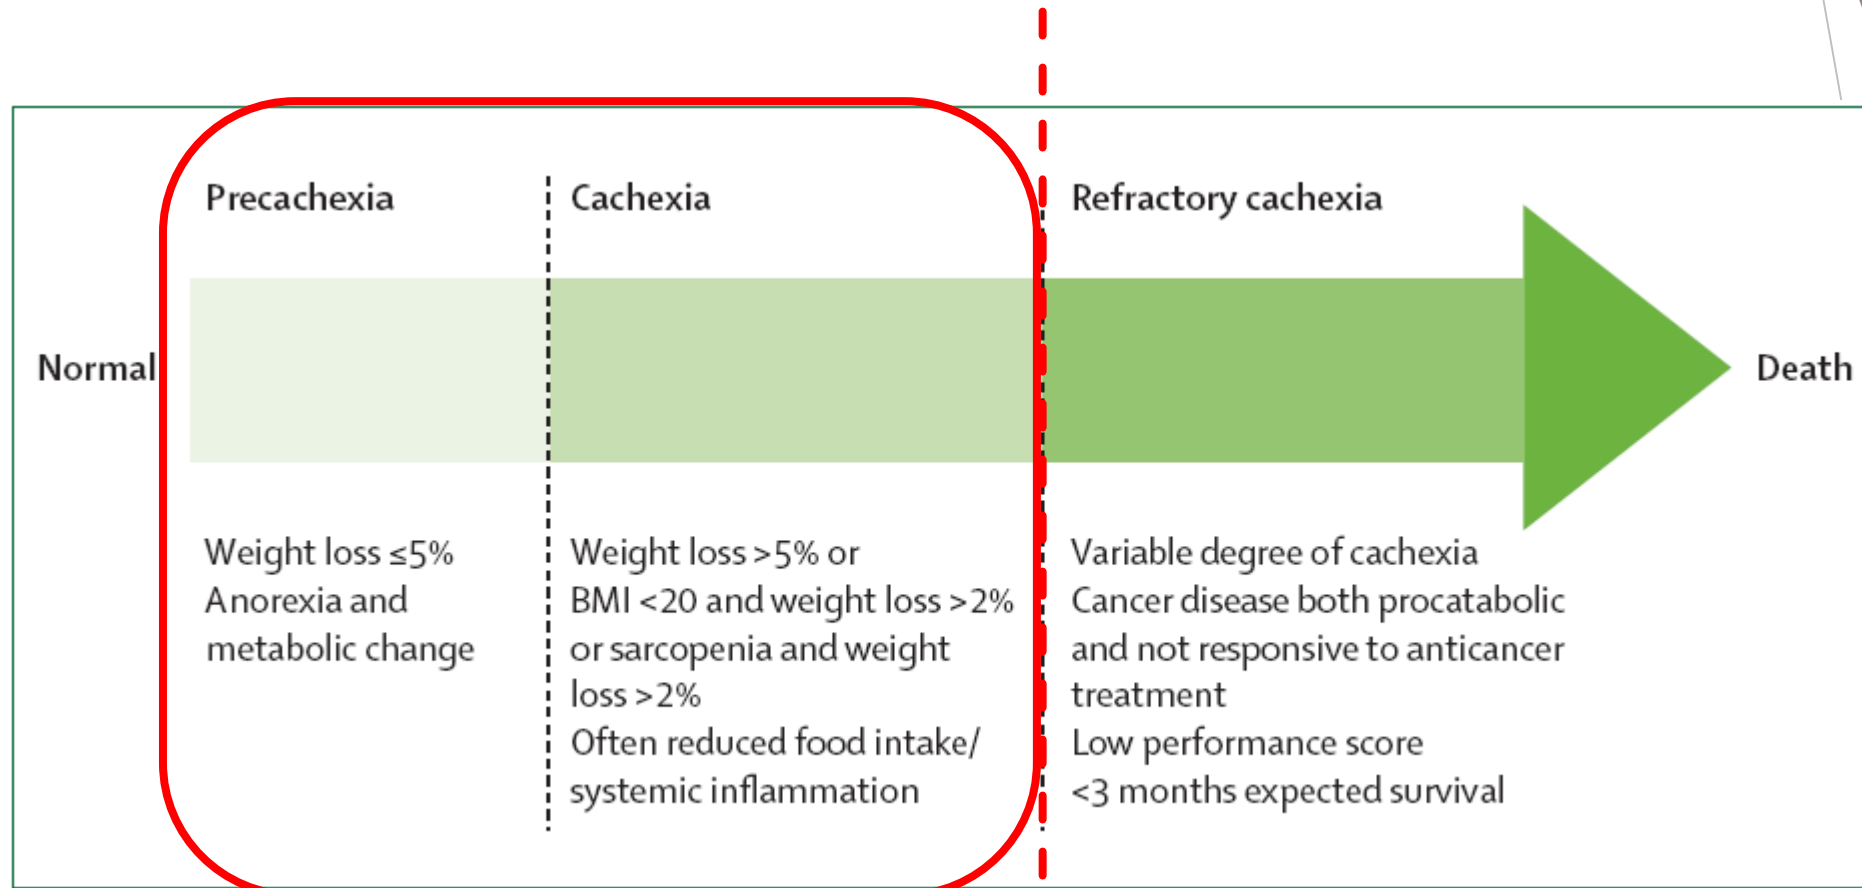 Precachexia
Cachexia
Refractory cachexia
Normal
Death
Weight loss ≤5%
Anorexia and
metabolic change
Weight loss >5% or
BMI <20 and weight loss >2%
or sarcopenia and weight
loss >2%
Often reduced food intake/
systemic inflammation
Variable degree of cachexia
Cancer disease both procatabolic
and not responsive to anticancer
treatment
Low performance score
<3 months expected survival